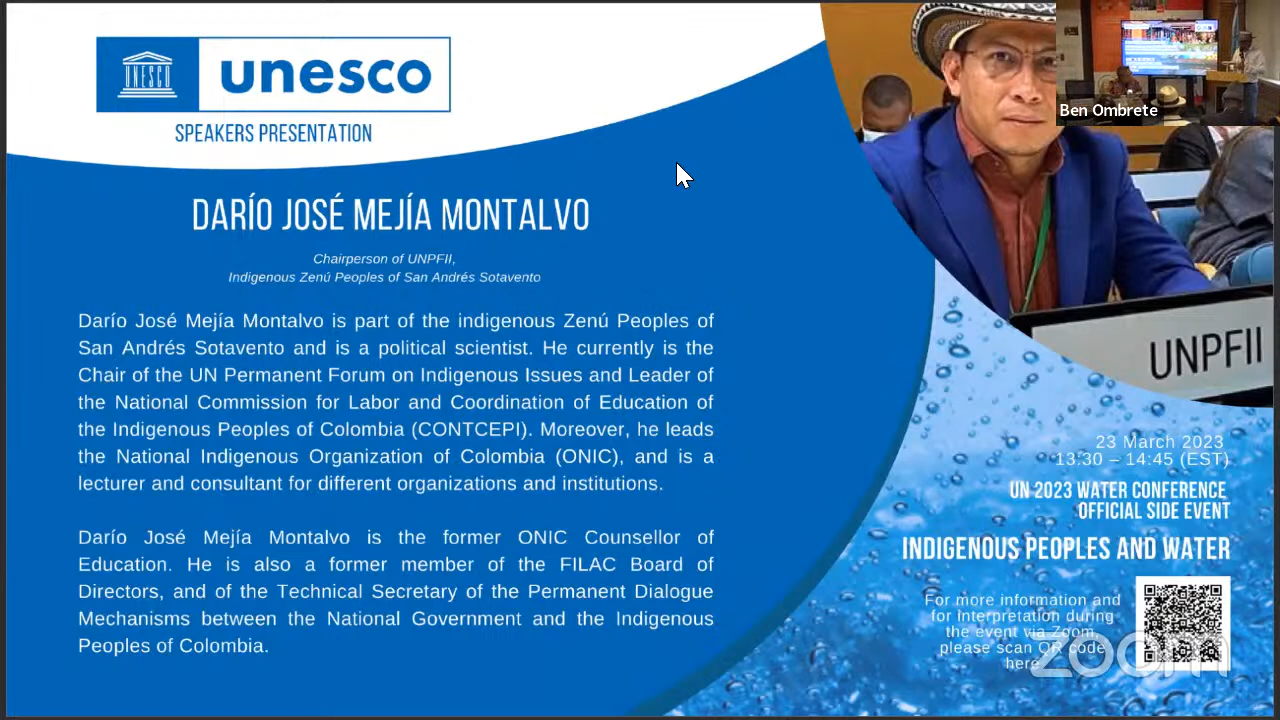 UNESCO
unesco
SPEAKERS PRESENTATION
Ben Ombrete
DARÍO JOSÉ MEJÍA MONTALVO
Chairperson of UNPFII,
Indigenous Zenú Peoples of San Andrés Sotavento
Darío José Mejía Montalvo is part of the indigenous Zenú Peoples of
San Andrés Sotavento and is a political scientist. He currently is the
Chair of the UN Permanent Forum on Indigenous Issues and Leader of
the National Commission for Labor and Coordination of Education of
the Indigenous Peoples of Colombia (CONTCEPI). Moreover, he leads
the National Indigenous Organization of Colombia (ONIC), and is a
lecturer and consultant for different organizations and institutions.
Darío José Mejía Montalvo is the former ONIC Counsellor of
Education. He is also a former member of the FILAC Board of
Directors, and of the Technical Secretary of the Permanent Dialogue
Mechanisms between the National Government and the Indigenous
Peoples of Colombia.
UNPFII
23 March 2023
13:30 – 14:45 (EST)
UN 2023 WATER CONFERENCE
OFFICIAL SIDE EVENT
INDIGENOUS PEOPLES AND WATER
For more information and
for Interpretation during
the event via Zoom,
please scan QR code
here
zoom